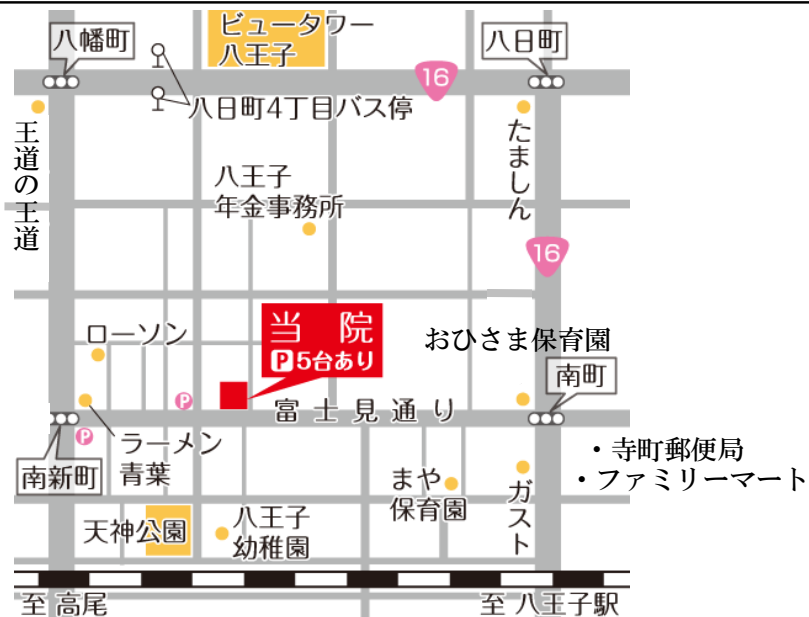 ビュータワー
八王子
八幡町
八日町
16
八日町4丁目バス停
王道の王道
たましん
八王子
年金事務所
16
ローソン
当 院
P5台あり
おひさま保育園
南町
P
富士見通り
P
ラーメン
青葉
南新町
・寺町郵便局
・ファミリーマート
まや
保育園
ガスト
天神公園
八王子
幼稚園
至 高尾
至 八王子駅